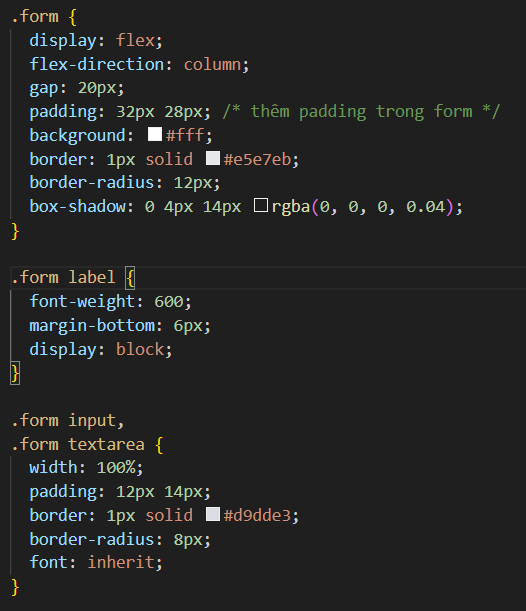 .form {
  display: flex;
  flex-direction: column;
  gap: 20px;
  padding: 32px 28px; /* thêm padding trong form */
  background: #fff;
  border: 1px solid #e5e7eb;
  border-radius: 12px;
  box-shadow: 0 4px 14px rgba(0, 0, 0, 0.04);
}

.form label {
  font-weight: 600;
  margin-bottom: 6px;
  display: block;
}

.form input,
.form textarea {
  width: 100%;
  padding: 12px 14px;
  border: 1px solid #d9dde3;
  border-radius: 8px;
  font: inherit;
}